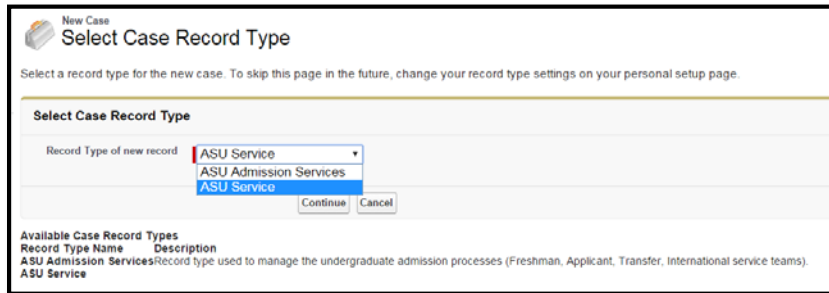 New Case
Select Case Record Type
Select a record type for the new case. To skip this page in the future, change your record type settings on your personal setup page.
Select Case Record Type
Record Type of new record ASU Service
ASU Admission Services
ASU Service
Continue Cancel
Available Case Record Types
Record Type Name Description
ASU Admission Services Record type used to manage the undergraduate admission processes (Freshman, Applicant, Transfer, International service teams).
ASU Service